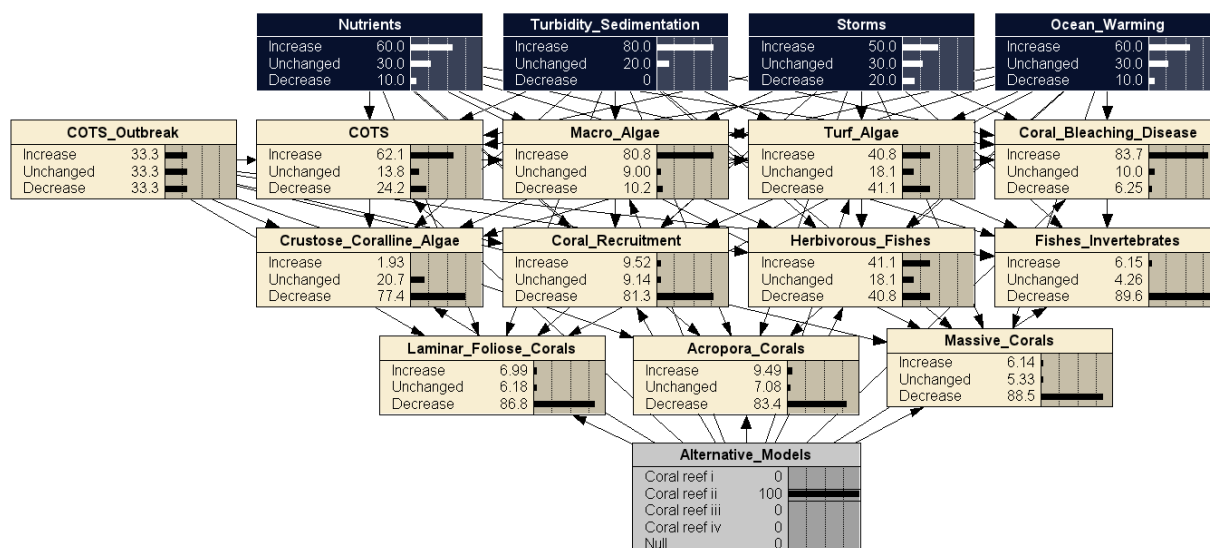 Nutrients
Increase 60.0
Unchanged 30.0
Decrease 10.0
Turbidity_Sedimentation
Increase 80.0
Unchanged 20.0
Decrease 0
Storms
Increase 50.0
Unchanged 30.0
Decrease 20.0
Ocean_Warming
Increase 60.0
Unchanged 30.0
Decrease 10.0
COTS_Outbreak
Increase 33.3
Unchanged 33.3
Decrease 33.3
COTS
Increase 62.1
Unchanged 13.8
Decrease 24.2
Macro_Algae
Increase 80.8
Unchanged 9.00
Decrease 10.2
Turf_Algae
Increase 40.8
Unchanged 18.1
Decrease 41.1
Coral_Bleaching_Disease
Increase 83.7
Unchanged 10.0
Decrease 6.25
Crustose_Coralline_Algae
Increase 1.93
Unchanged 20.7
Decrease 77.4
Coral_Recruitment
Increase 9.52
Unchanged 9.14
Decrease 81.3
Herbivorous_Fishes
Increase 41.1
Unchanged 18.1
Decrease 40.8
Fishes_Invertebrates
Increase 6.15
Unchanged 4.26
Decrease 89.6
Laminar_Foliose_Corals
Increase 6.99
Unchanged 6.18
Decrease 86.8
Acropora_Corals
Increase 9.49
Unchanged 7.08
Decrease 83.4
Massive_Corals
Increase 6.14
Unchanged 5.33
Decrease 88.5
Alternative_Models
Coral reef i 0
Coral reef ii 100
Coral reef iii 0
Coral reef iv 0
Null 0